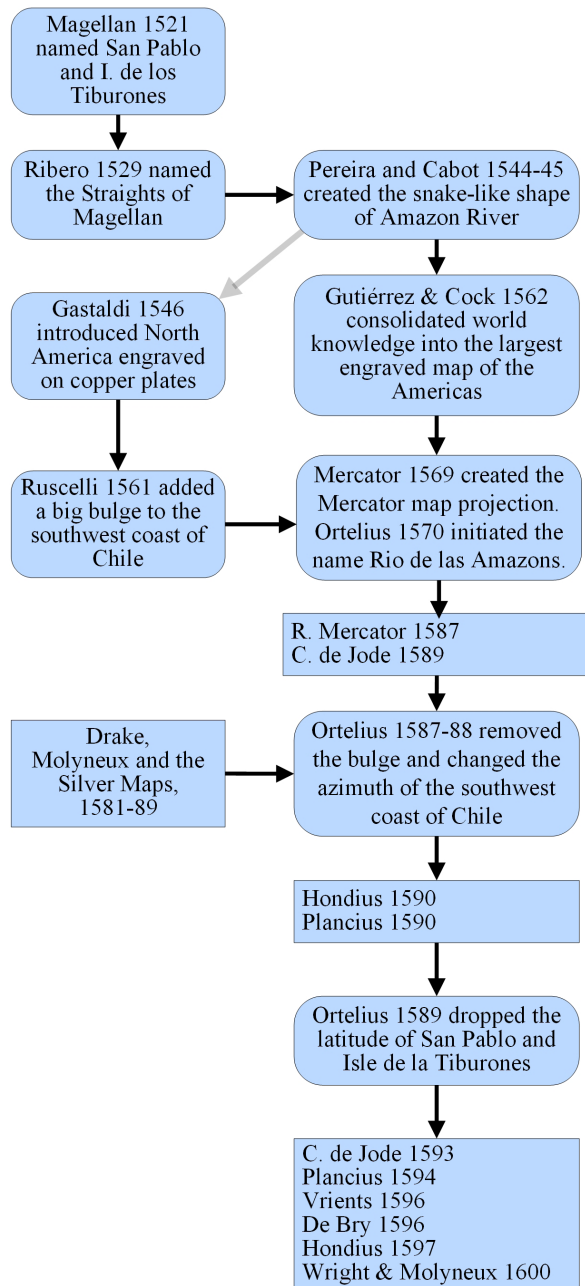 Magellan 1521
named San Pablo
and I. de los
Tiburones
Ribero 1529 named
the Straights of
Magellan
Pereira and Cabot 1544-45
created the snake-like shape
of Amazon River
Gastaldi 1546
introduced North
America engraved
on copper plates
Gutiérrez & Cock 1562
consolidated world
knowledge into the largest
engraved map of the
Americas
Ruscelli 1561 added
a big bulge to the
southwest coast of
Chile
Mercator 1569 created the
Mercator map projection.
Ortelius 1570 initiated the
name Rio de las Amazons.
R. Mercator 1587
C. de Jode 1589
Drake,
Molyneux and the
Silver Maps,
1581-89
Ortelius 1587-88 removed
the bulge and changed the
azimuth of the southwest
coast of Chile
Hondius 1590
Plancius 1590
Ortelius 1589 dropped the
latitude of San Pablo and
Isle de la Tiburones
C. de Jode 1593
Plancius 1594
Vrients 1596
De Bry 1596
Hondius 1597
Wright & Molyneux 1600